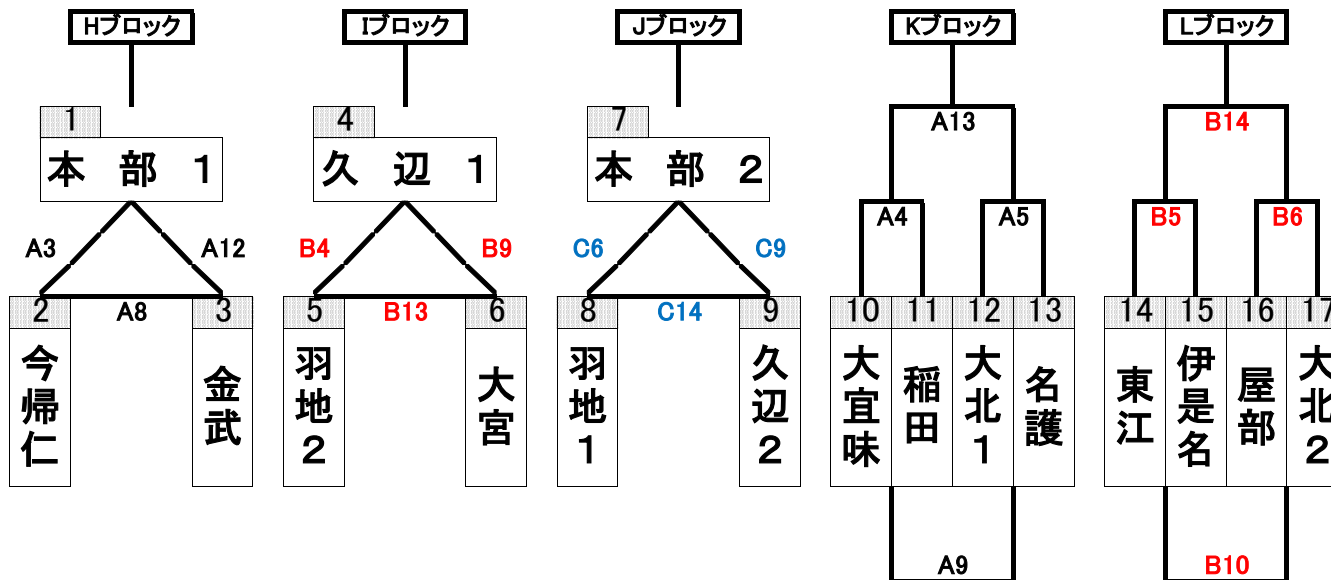 Hブロック
Iブロック
Jブロック
Kブロック
Lブロック
1
4
7
A13
B14
本 部 1
久 辺 1
本 部 2
A4
A5
B5
B6
A3
A12
B4
B9
C6
C9
2
A8
3
5
B13
6
8
C14
9
10
11
12
13
14
15
16
17
今帰仁
金武
羽地2
大宮
羽地1
久辺2
大宜味
稲田
大北1
名護
東江
伊是名
屋部
大北2
A9
B10